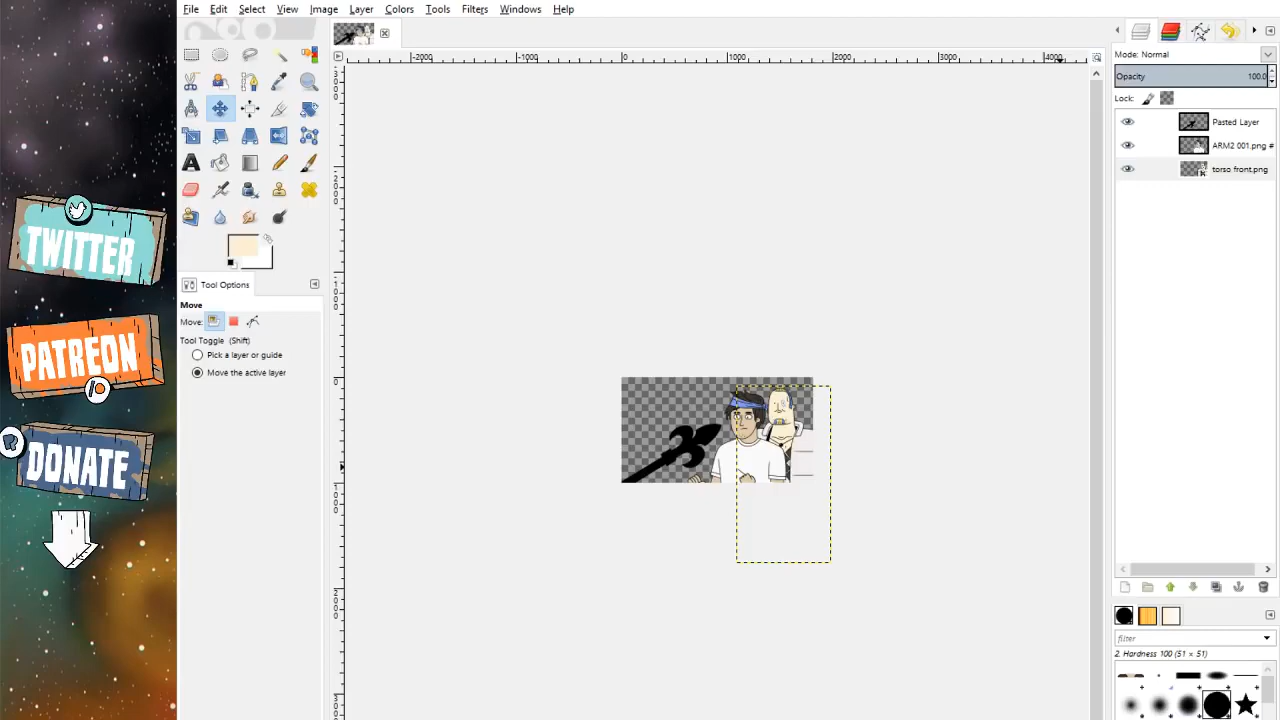 File Edit Select View Image Layer Colors Tools Filters Windows Help
-2000 -1000 0 1000 2000 3000 4000
Mode: Normal
Opacity 100.0
Lock:
Pasted Layer
ARM2 001.png #
torso front.png
TWITTER
PATREON
DONATE
Tool Options
Move
Move:
Tool Toggle (Shift)
Pick a layer or guide
Move the active layer
filter
2. Hardness 100 (51 × 51)